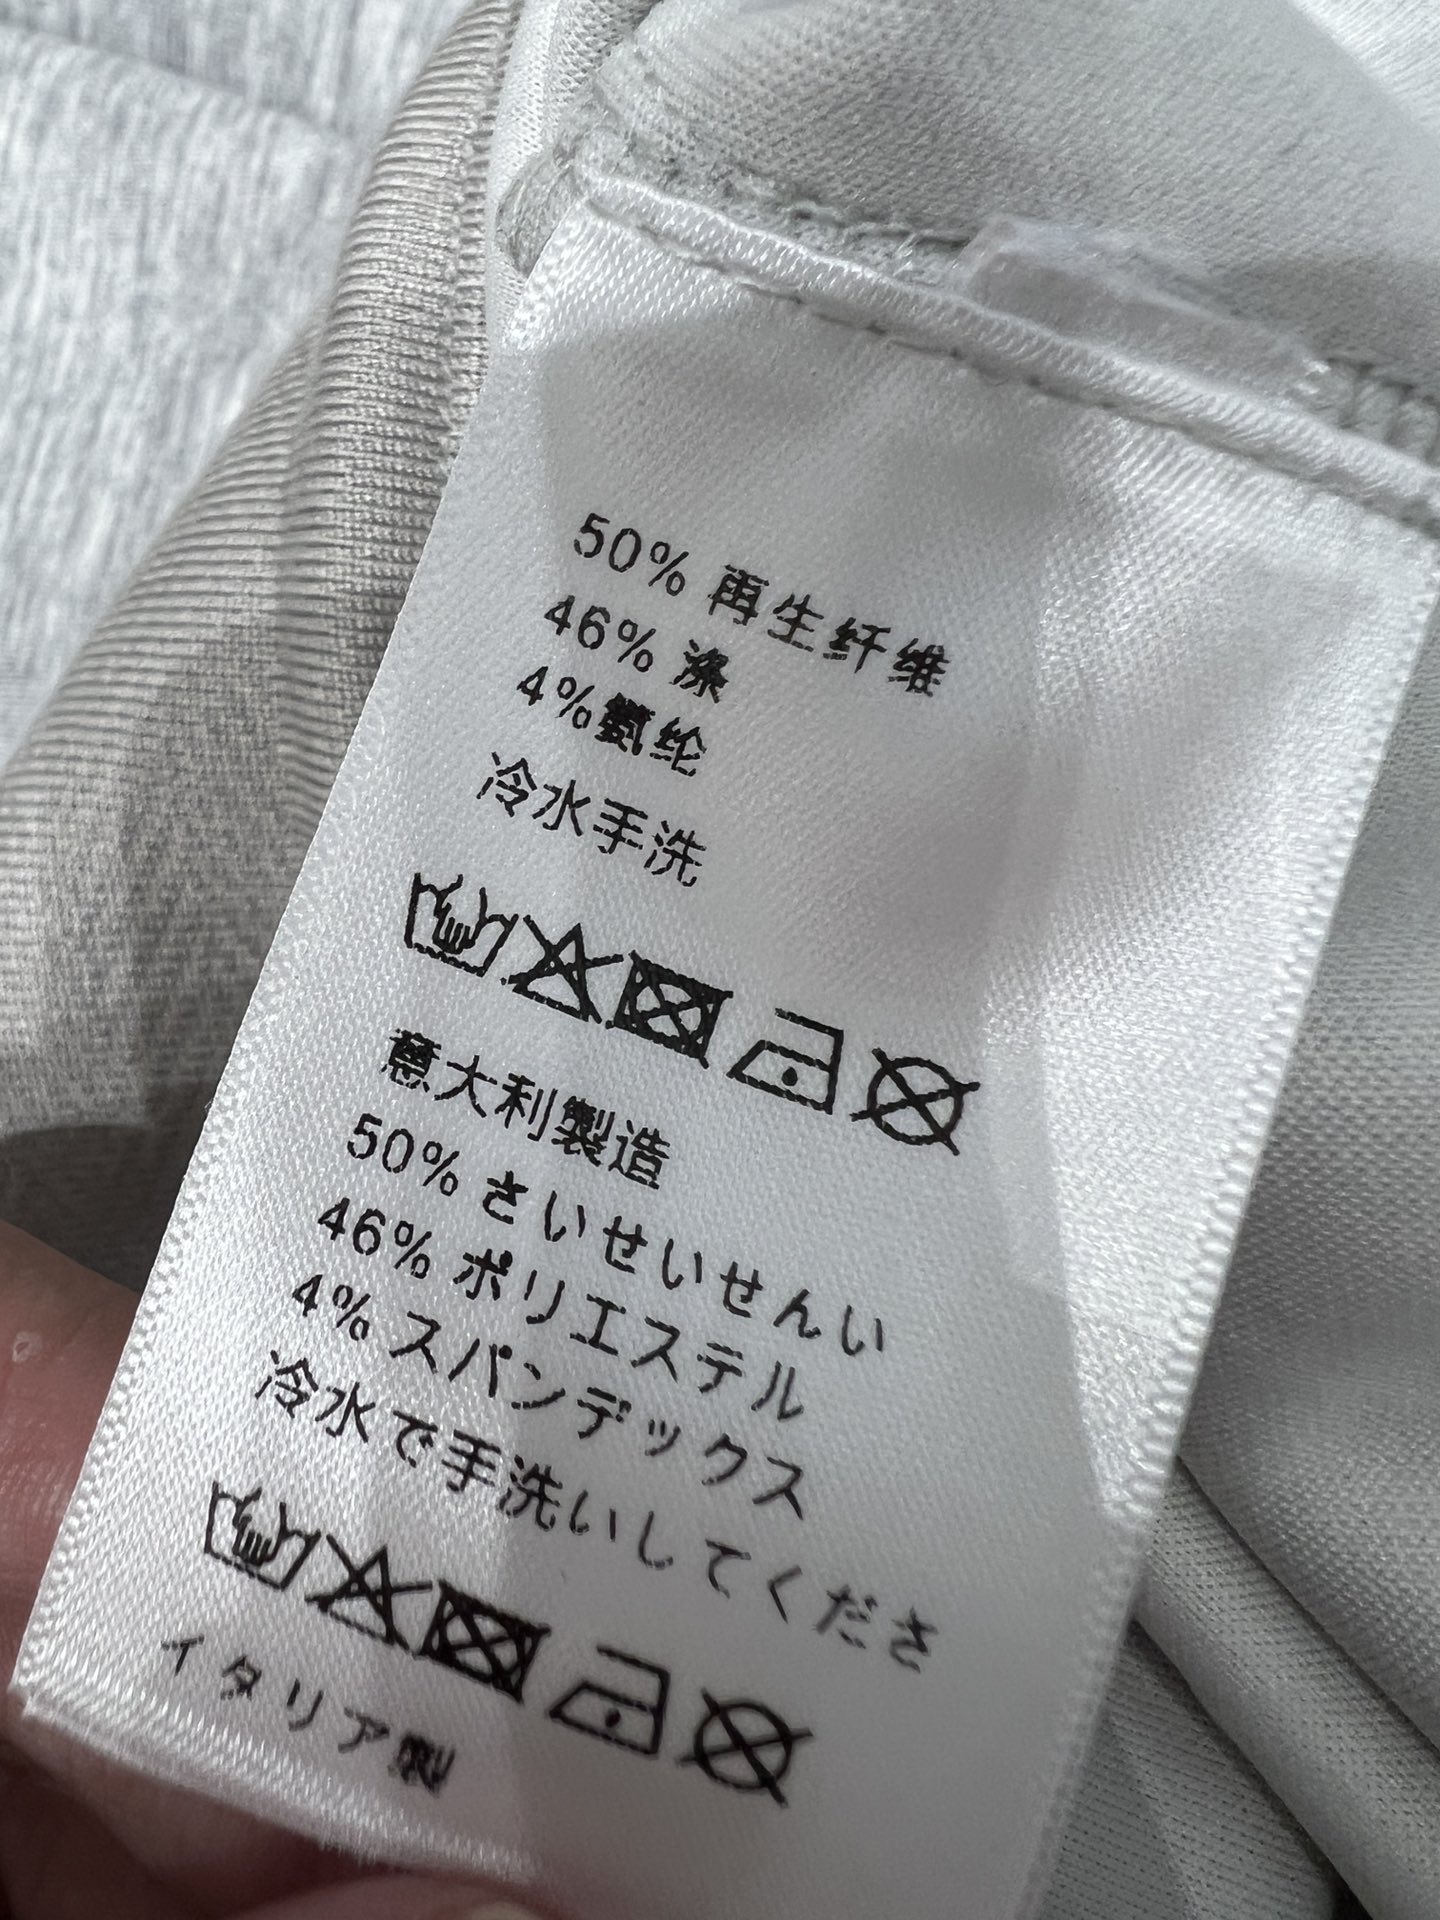 50% 再生纤维
46% 涤
4%氨纶
冷水手洗
意大利製造
50% さいせいせんい
46% ポリエステル
4% スパンデックス
冷水で手洗いしてくださ
イタリア製